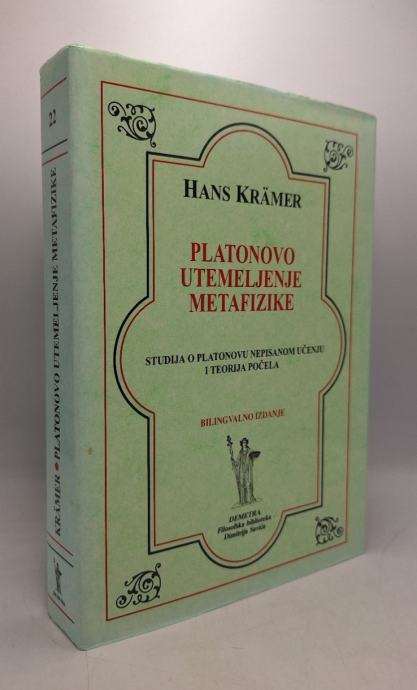 HANS KRÄMER
PLATONOVO
UTEMELJENJE
METAFIZIKE
STUDIJA O PLATONOVU NEPISANOM UČENJU
I TEORIJA POČELA
BILINGVALNO IZDANJE
DEMETRA
Filosofska biblioteka
Dimitrija Savića
22
KRÄMER • PLATONOVO UTEMELJENJE METAFIZIKE